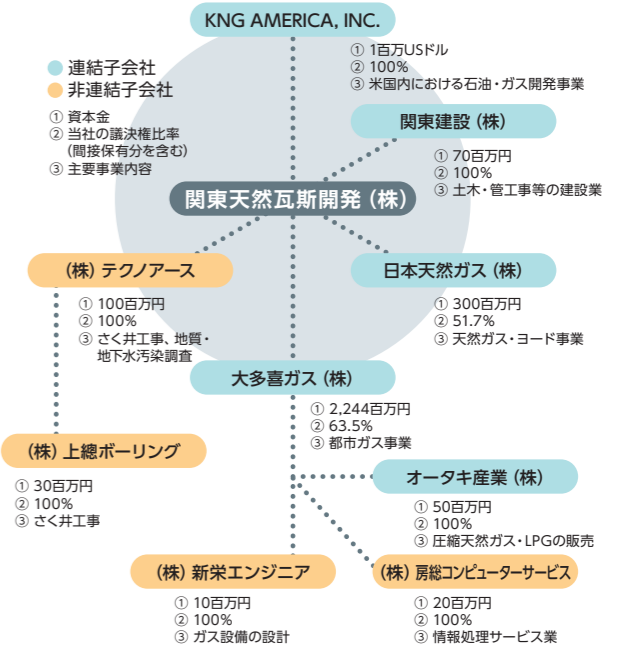 KNG AMERICA, INC.
① 1百万USドル
② 100%
③ 米国内における石油・ガス開発事業
連結子会社
非連結子会社
① 資本金
② 当社の議決権比率
(間接保有分を含む)
③ 主要事業内容
関東建設(株)
① 70百万円
② 100%
③ 土木・管工事等の建設業
関東天然瓦斯開発(株)
(株)テクノアース
① 100百万円
② 100%
③ さく井工事、地質・
地下水汚染調査
日本天然ガス(株)
① 300百万円
② 51.7%
③ 天然ガス・ヨード事業
大多喜ガス(株)
① 2,244百万円
② 63.5%
③ 都市ガス事業
(株)上總ボーリング
① 30百万円
② 100%
③ さく井工事
オータキ産業(株)
① 50百万円
② 100%
③ 圧縮天然ガス・LPGの販売
(株)新栄エンジニア
① 10百万円
② 100%
③ ガス設備の設計
(株)房総コンピューターサービス
① 20百万円
② 100%
③ 情報処理サービス業